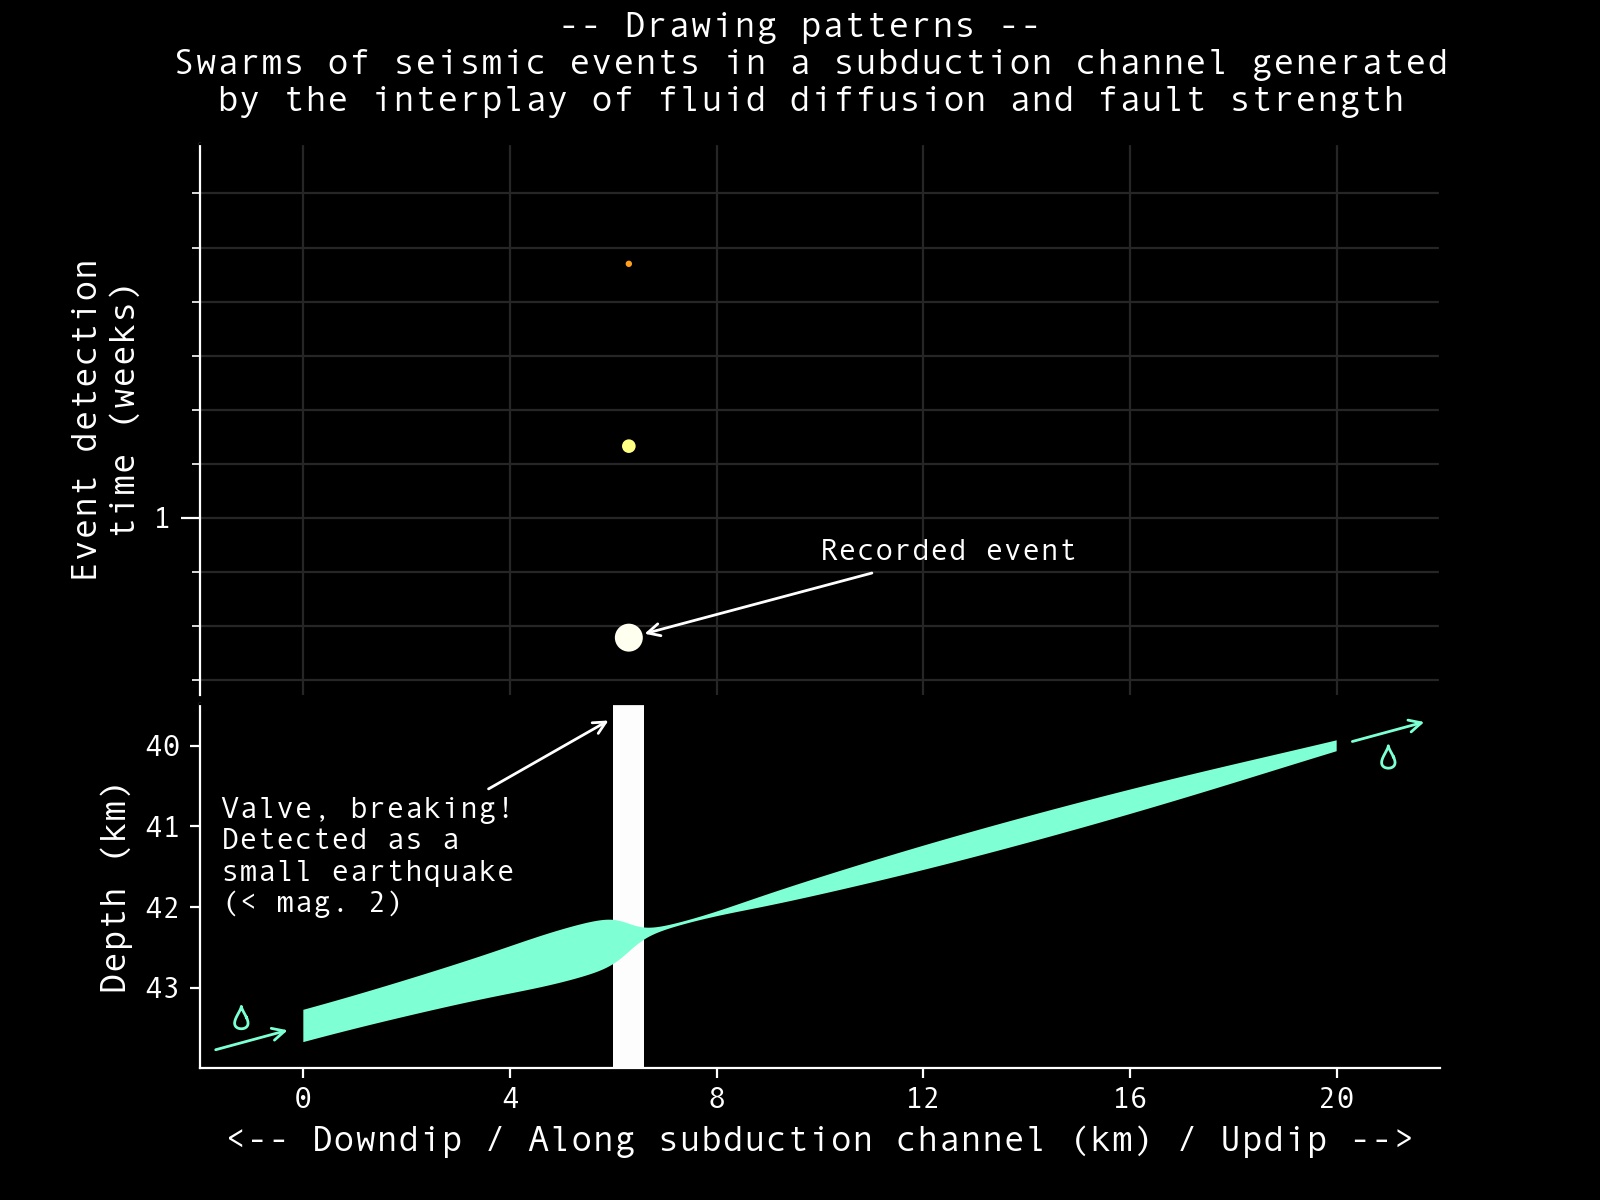 -- Drawing patterns --
Swarms of seismic events in a subduction channel generated
by the interplay of fluid diffusion and fault strength
Event detection
time (weeks)
1
Recorded event
Depth (km)
40
41
42
43
Valve, breaking!
Detected as a
small earthquake
(< mag. 2)
0 4 8 12 16 20
<-- Downdip / Along subduction channel (km) / Updip -->